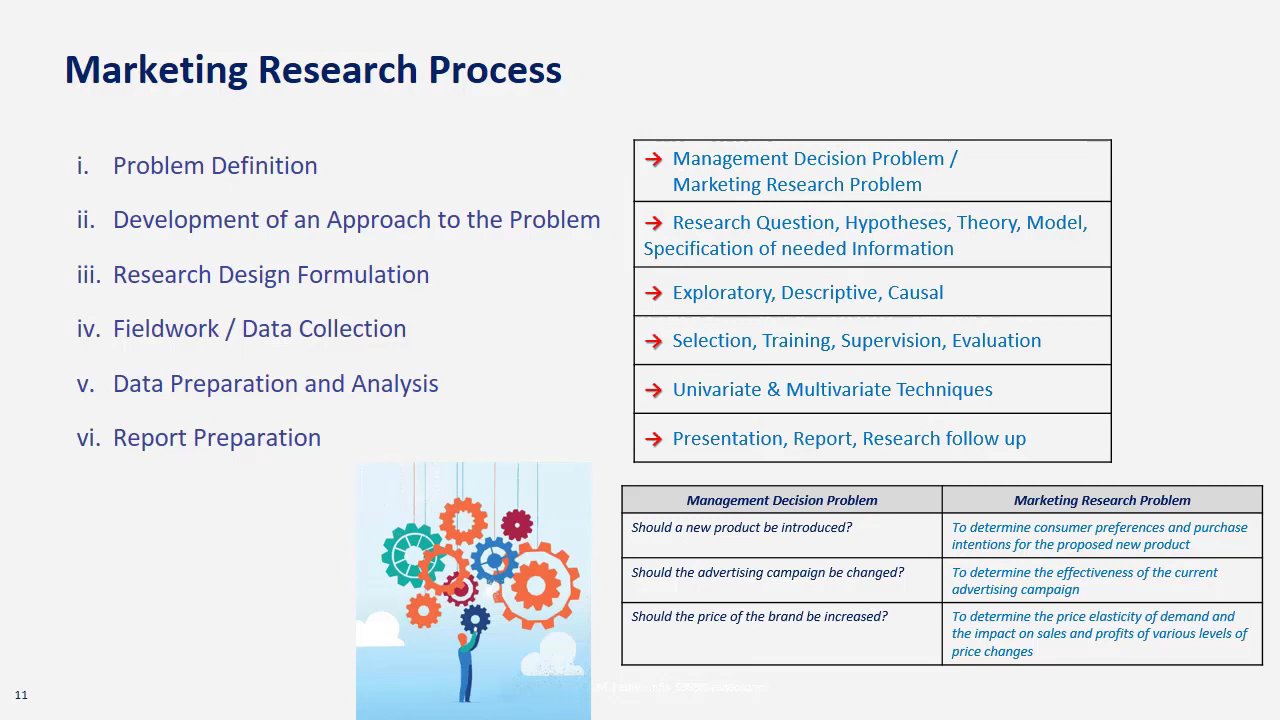 Marketing Research Process
i. Problem Definition
ii. Development of an Approach to the Problem
iii. Research Design Formulation
iv. Fieldwork / Data Collection
v. Data Preparation and Analysis
vi. Report Preparation
→ Management Decision Problem /
Marketing Research Problem
→ Research Question, Hypotheses, Theory, Model,
Specification of needed Information
→ Exploratory, Descriptive, Causal
→ Selection, Training, Supervision, Evaluation
→ Univariate & Multivariate Techniques
→ Presentation, Report, Research follow up
Management Decision Problem
Marketing Research Problem
Should a new product be introduced?
To determine consumer preferences and purchase
intentions for the proposed new product
Should the advertising campaign be changed?
To determine the effectiveness of the current
advertising campaign
Should the price of the brand be increased?
To determine the price elasticity of demand and
the impact on sales and profits of various levels of
price changes
11